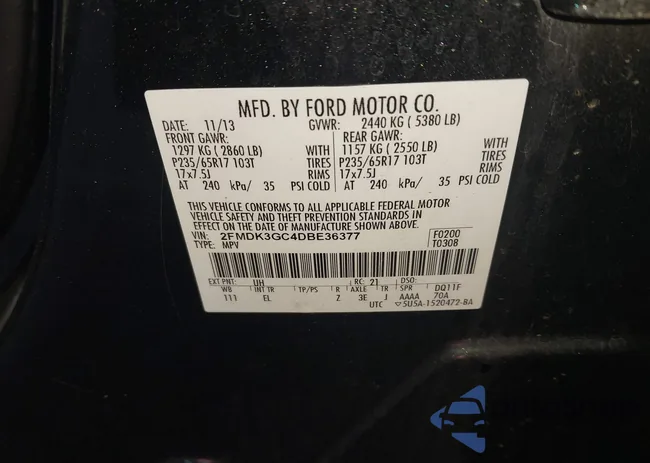 MFD. BY FORD MOTOR CO.
DATE: 11/13 GVWR: 2440 KG ( 5380 LB)
FRONT GAWR: REAR GAWR:
1297 KG ( 2860 LB) WITH 1157 KG ( 2550 LB) WITH
P235/65R17 103T TIRES P235/65R17 103T TIRES
17x7.5J RIMS 17x7.5J RIMS
AT 240 kPa/ 35 PSI COLD AT 240 kPa/ 35 PSI COLD
THIS VEHICLE CONFORMS TO ALL APPLICABLE FEDERAL MOTOR
VEHICLE SAFETY AND THEFT PREVENTION STANDARDS IN
EFFECT ON THE DATE OF MANUFACTURE SHOWN ABOVE.
VIN: 2FMDK3GC4DBE36377 F0200
TYPE: MPV T0308
EXT PNT: UH RC: 21 DSO:
WB INT TR TP/PS R AXLE TR SPR DQ11F
111 EL Z 3E J AAAA 70A
UTC 5U5A-1520472-BA